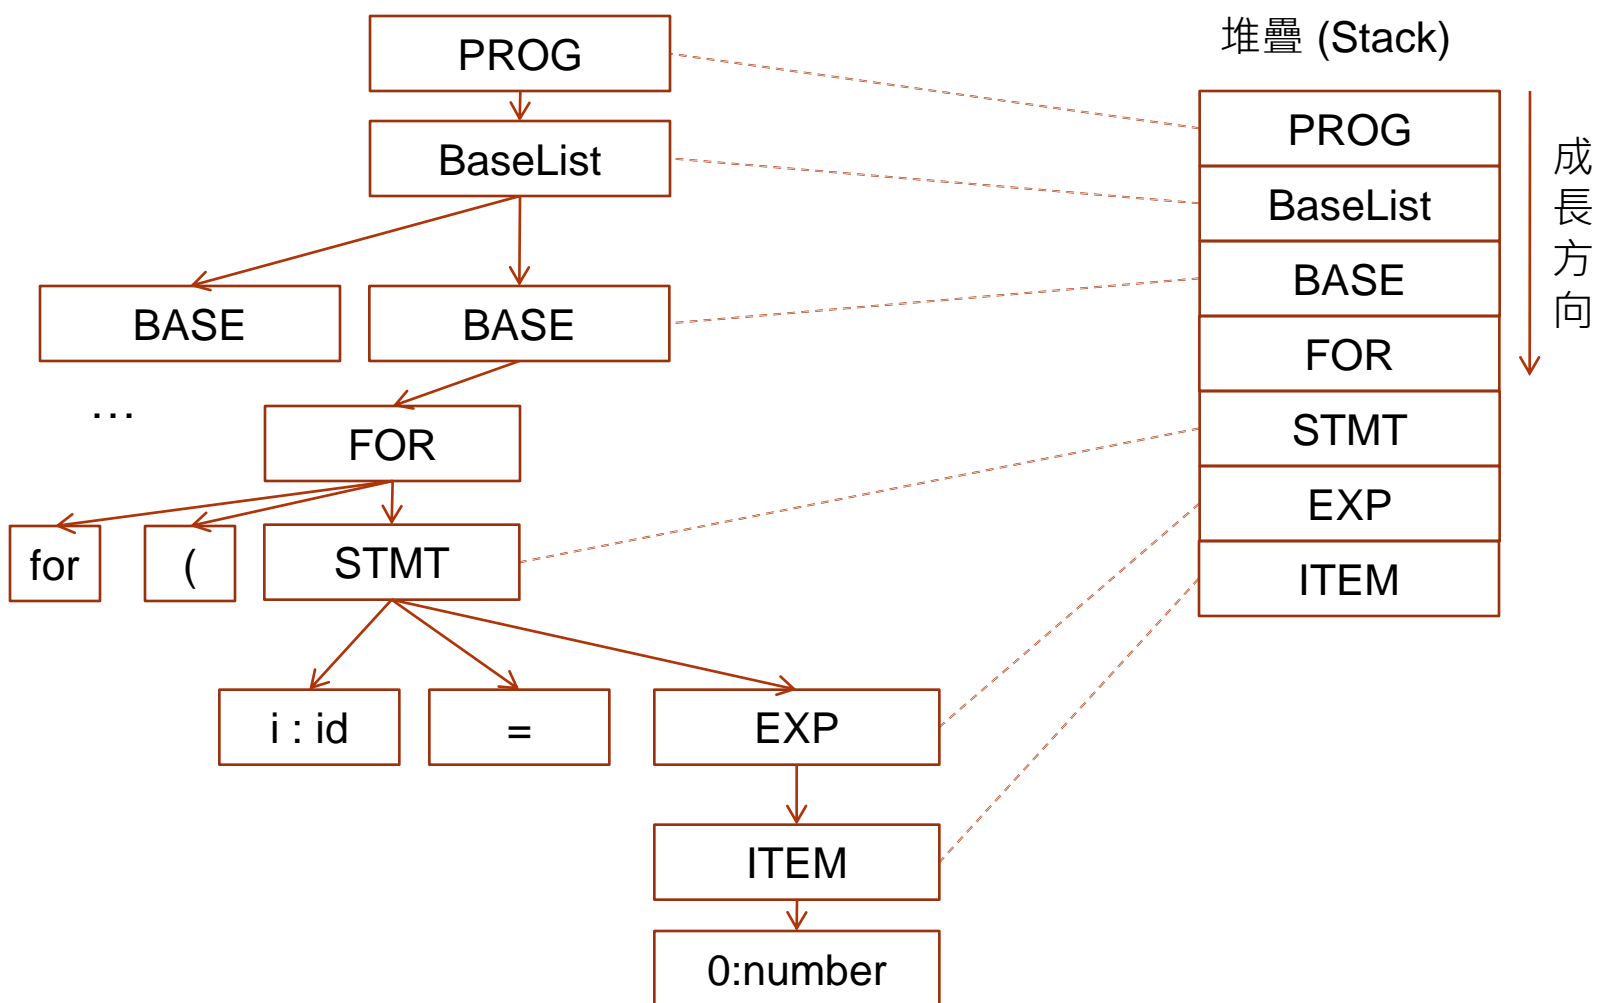 PROG
BaseList
BASE
BASE
…
FOR
for
(
STMT
i : id
=
EXP
ITEM
0:number
堆疊 (Stack)
PROG
BaseList
BASE
FOR
STMT
EXP
ITEM
成長方向